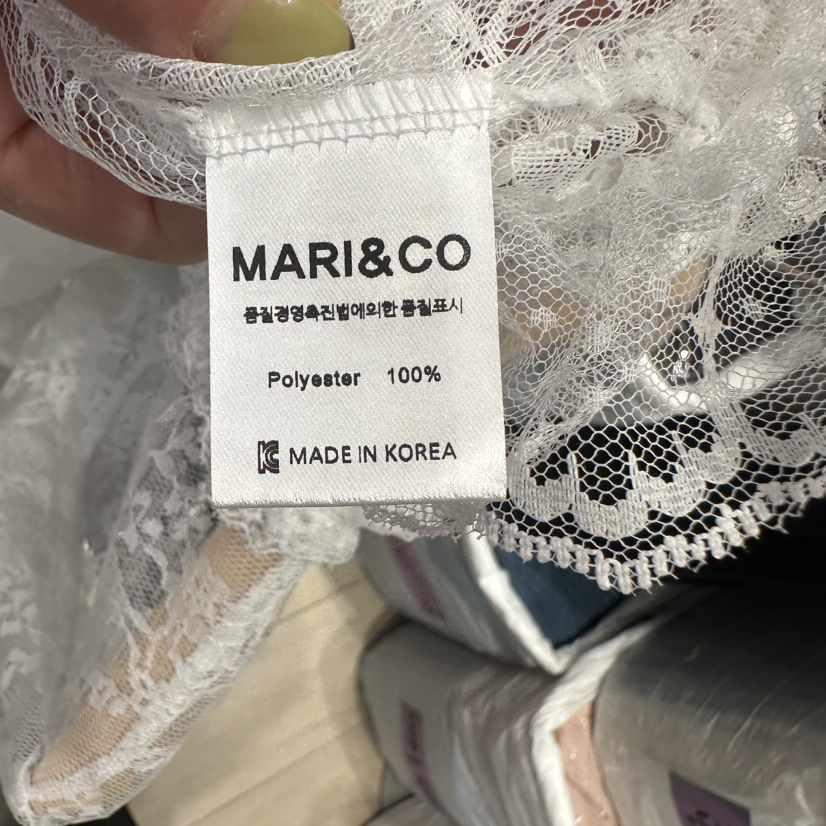 MARI&CO
품질경영촉진법에의한 품질표시
Polyester 100%
KC MADE IN KOREA